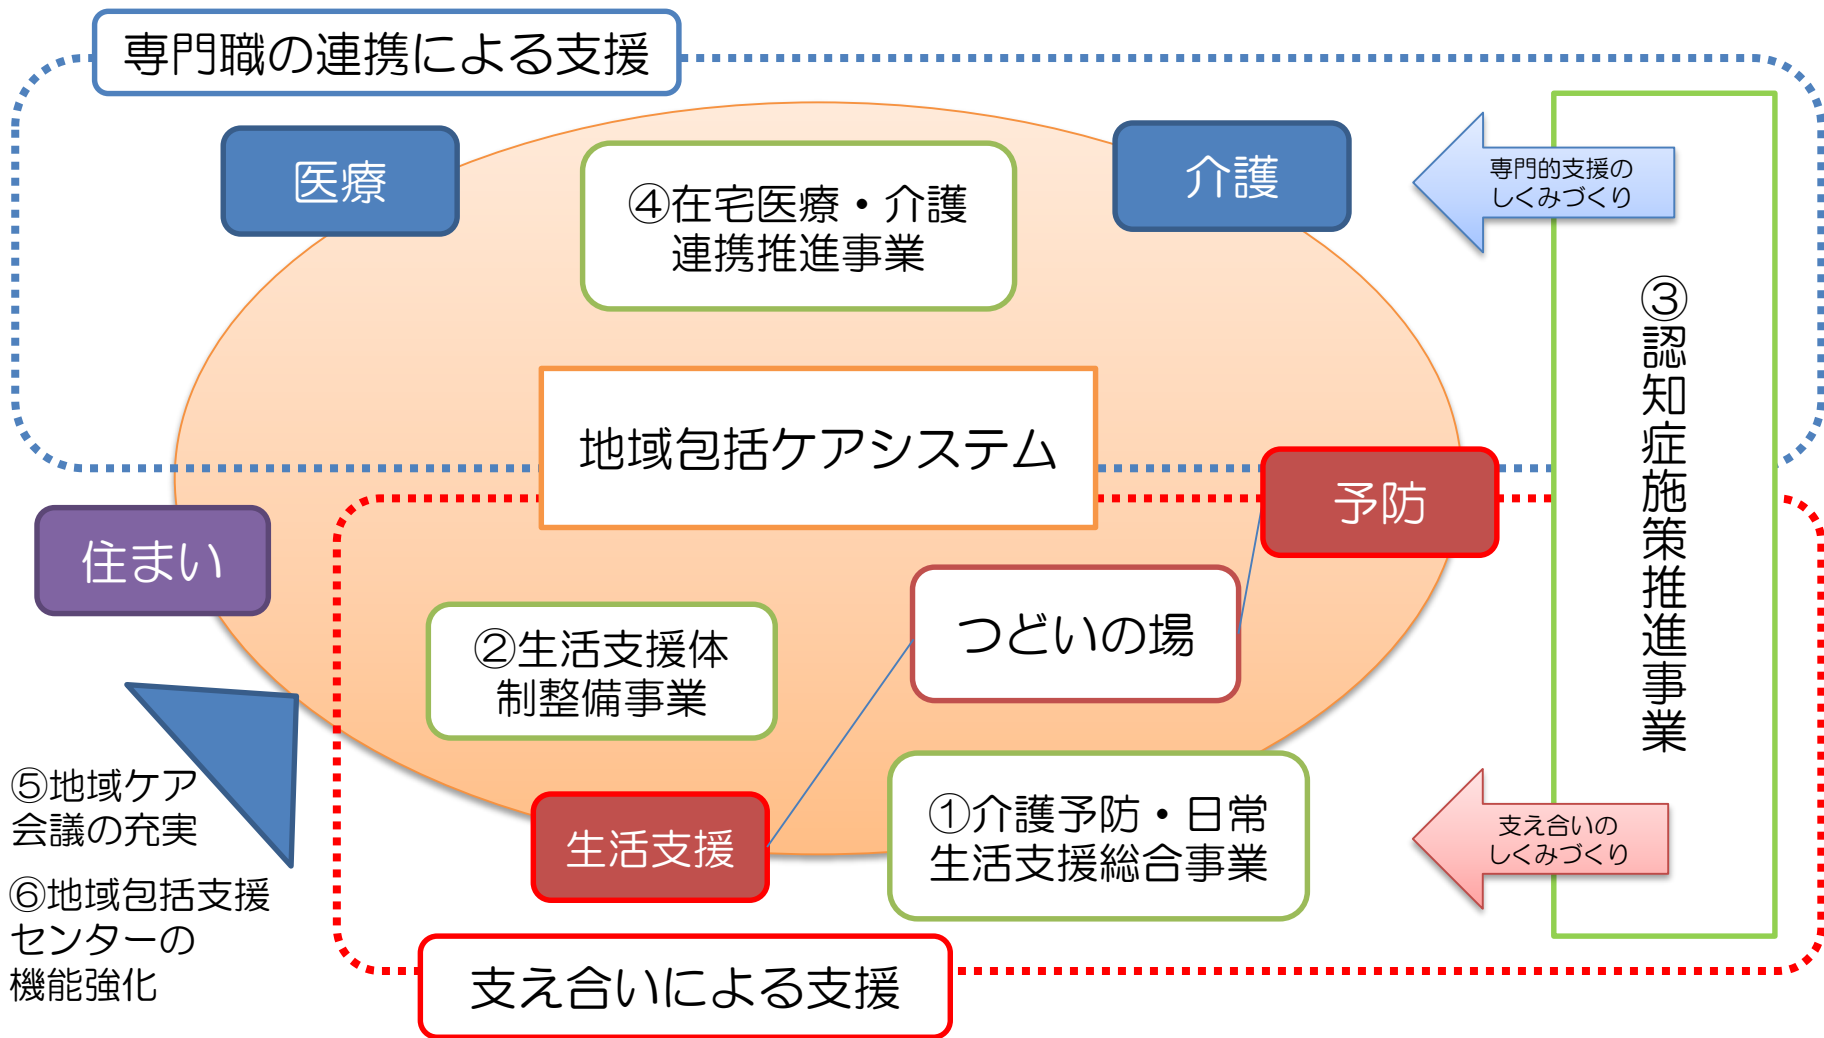 専門職の連携による支援
医療
④在宅医療・介護
連携推進事業
介護
専門的支援の
しくみづくり
③認知症施策推進事業
地域包括ケアシステム
予防
住まい
つどいの場
②生活支援体
制整備事業
⑤地域ケア
会議の充実
生活支援
①介護予防・日常
生活支援総合事業
支え合いの
しくみづくり
⑥地域包括支援
センターの
機能強化
支え合いによる支援